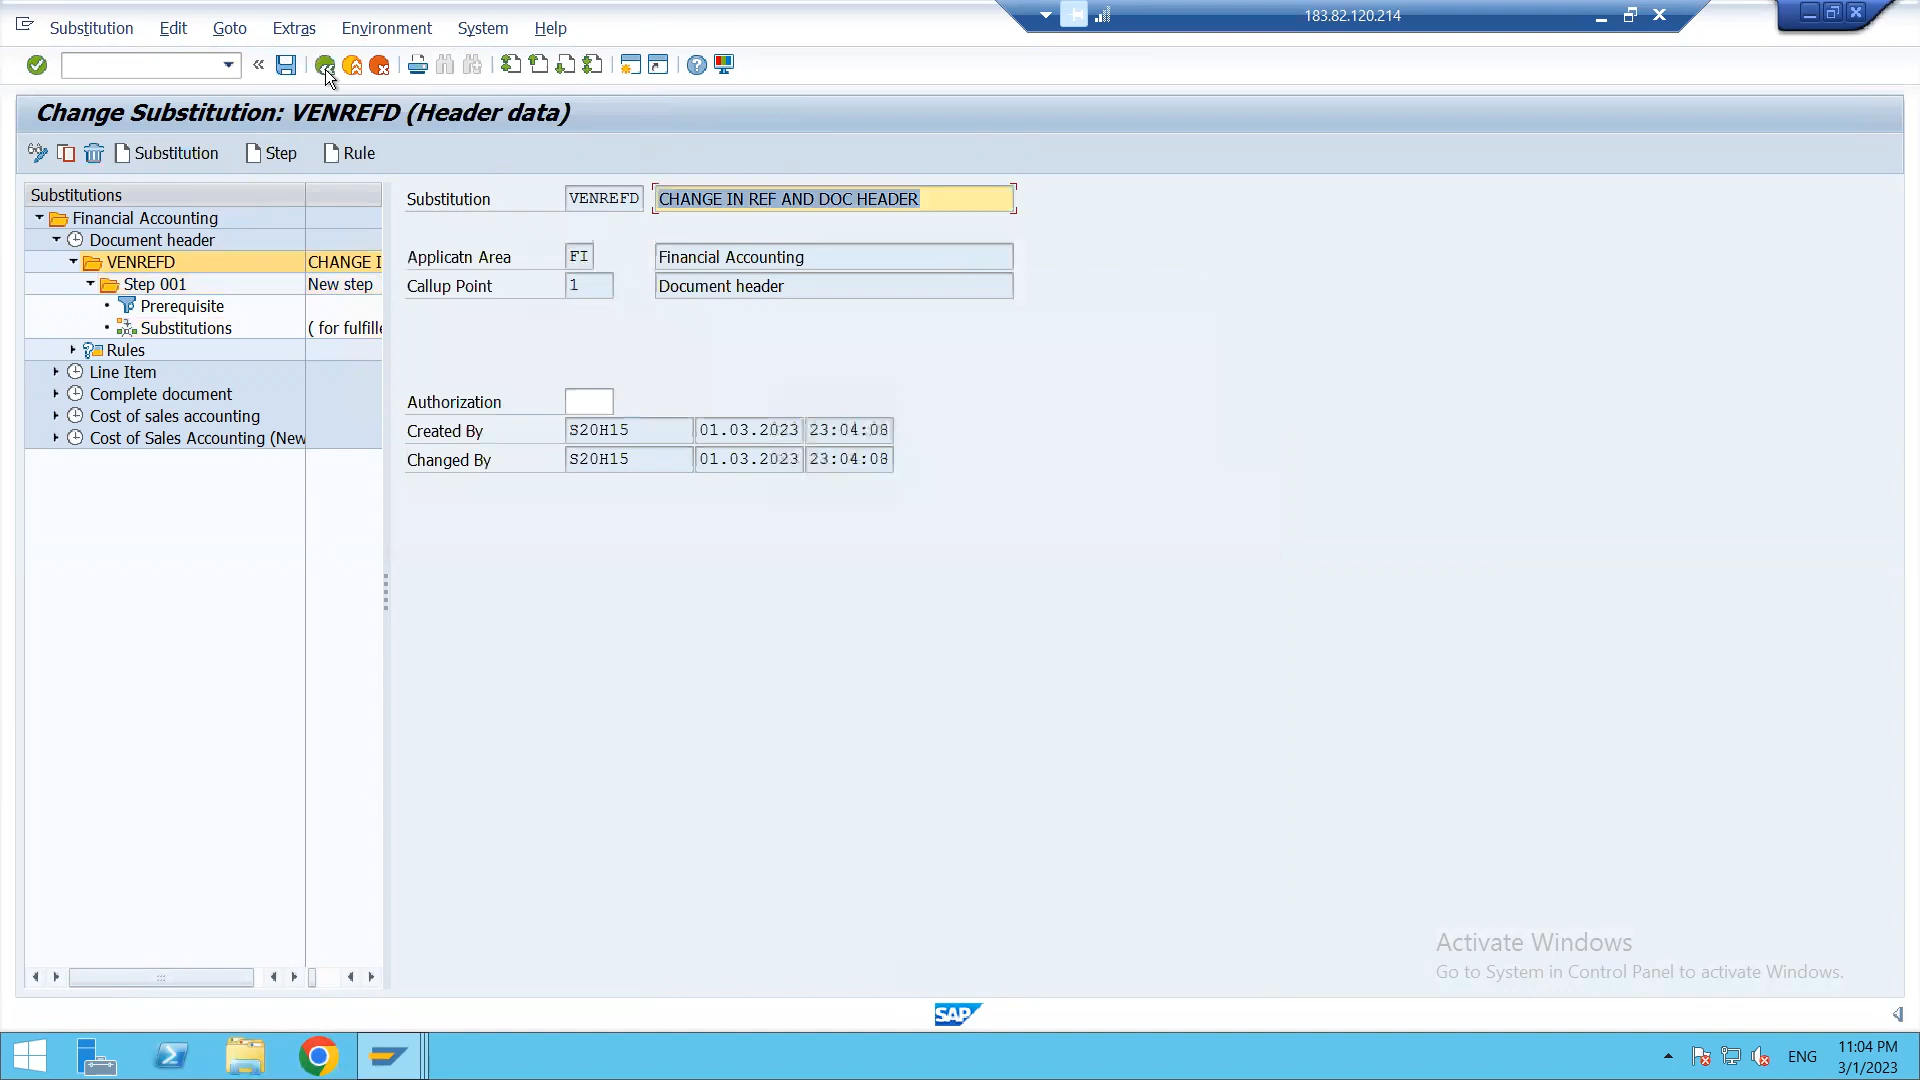 183.82.120.214
Substitution Edit Goto Extras Environment System Help
Change Substitution: VENREFD (Header data)
Substitution Step Rule
Substitutions
Financial Accounting
Document header
VENREFD CHANGE I
Step 001 New step
Prerequisite
Substitutions ( for fulfille
Rules
Line Item
Complete document
Cost of sales accounting
Cost of Sales Accounting (New
Substitution VENREFD CHANGE IN REF AND DOC HEADER
Applicatn Area FI Financial Accounting
Callup Point 1 Document header
Authorization
Created By S20H15 01.03.2023 23:04:08
Changed By S20H15 01.03.2023 23:04:08
Activate Windows
Go to System in Control Panel to activate Windows.
SAP
ENG
11:04 PM
3/1/2023